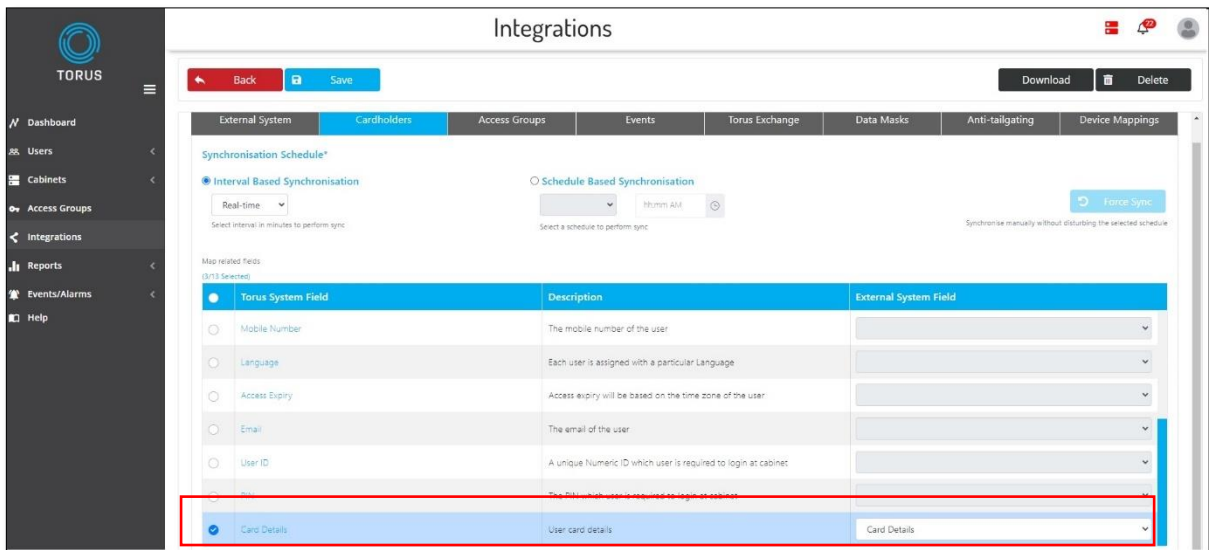 Integrations
22
TORUS
Back
Save
Download
Delete
Dashboard
Users
Cabinets
Access Groups
Integrations
Reports
Events/Alarms
Help
External System
Cardholders
Access Groups
Events
Torus Exchange
Data Masks
Anti-tailgating
Device Mappings
Synchronisation Schedule*
Interval Based Synchronisation
Schedule Based Synchronisation
Real-time
hh:mm AM
Force Sync
Select interval in minutes to perform sync
Select a schedule to perform sync
Synchronise manually without disturbing the selected schedule
Map related fields
(3/13 Selected)
Torus System Field Description External System Field
Mobile Number The mobile number of the user
Language Each user is assigned with a particular Language
Access Expiry Access expiry will be based on the time zone of the user
Email The email of the user
User ID A unique Numeric ID which user is required to login at cabinet
PIN The PIN which user is required to login at cabinet
Card Details User card details Card Details